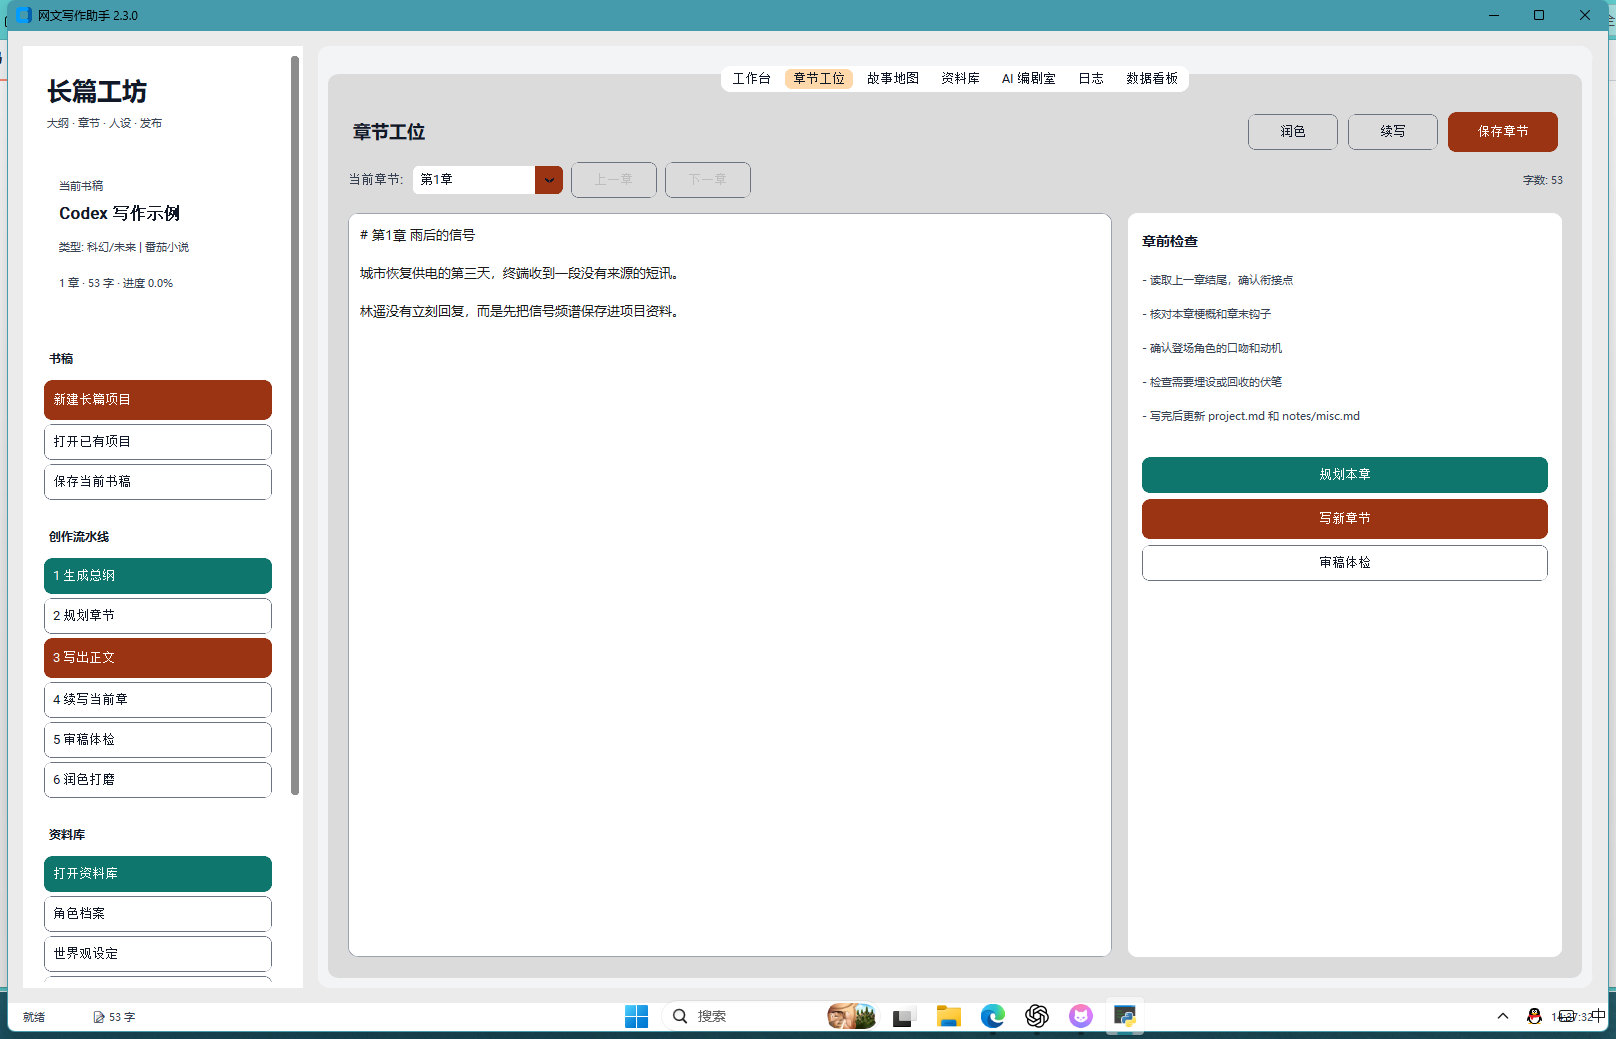 网文写作助手 2.3.0
长篇工坊
大纲 · 章节 · 人设 · 发布
当前书稿
Codex 写作示例
类型: 科幻/未来 | 番茄小说
1 章 · 53 字 · 进度 0.0%
书稿
新建长篇项目
打开已有项目
保存当前书稿
创作流水线
1 生成总纲
2 规划章节
3 写出正文
4 续写当前章
5 审稿体检
6 润色打磨
资料库
打开资料库
角色档案
世界观设定
工作台 章节工位 故事地图 资料库 AI 编剧室 日志 数据看板
章节工位
润色 续写 保存章节
当前章节: 第1章 上一章 下一章 字数: 53
# 第1章 雨后的信号
城市恢复供电的第三天，终端收到一段没有来源的短讯。
林遥没有立刻回复，而是先把信号频谱保存进项目资料。
章前检查
- 读取上一章结尾，确认衔接点
- 核对本章梗概和章末钩子
- 确认登场角色的口吻和动机
- 检查需要埋设或回收的伏笔
- 写完后更新 project.md 和 notes/misc.md
规划本章
写新章节
审稿体检
就绪 53 字
搜索
中